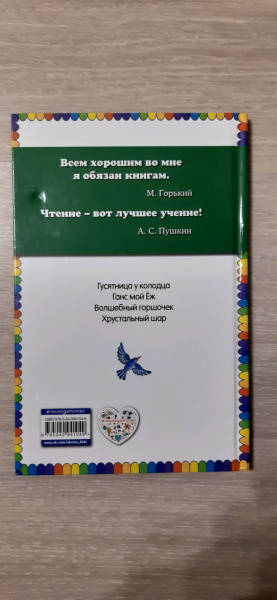 Всем хорошим во мне
я обязан книгам.
М. Горький
Чтение – вот лучшее учение!
А. С. Пушкин
Гусятница у колодца
Ганс мой Ёж
Волшебный горшочек
Хрустальный шар